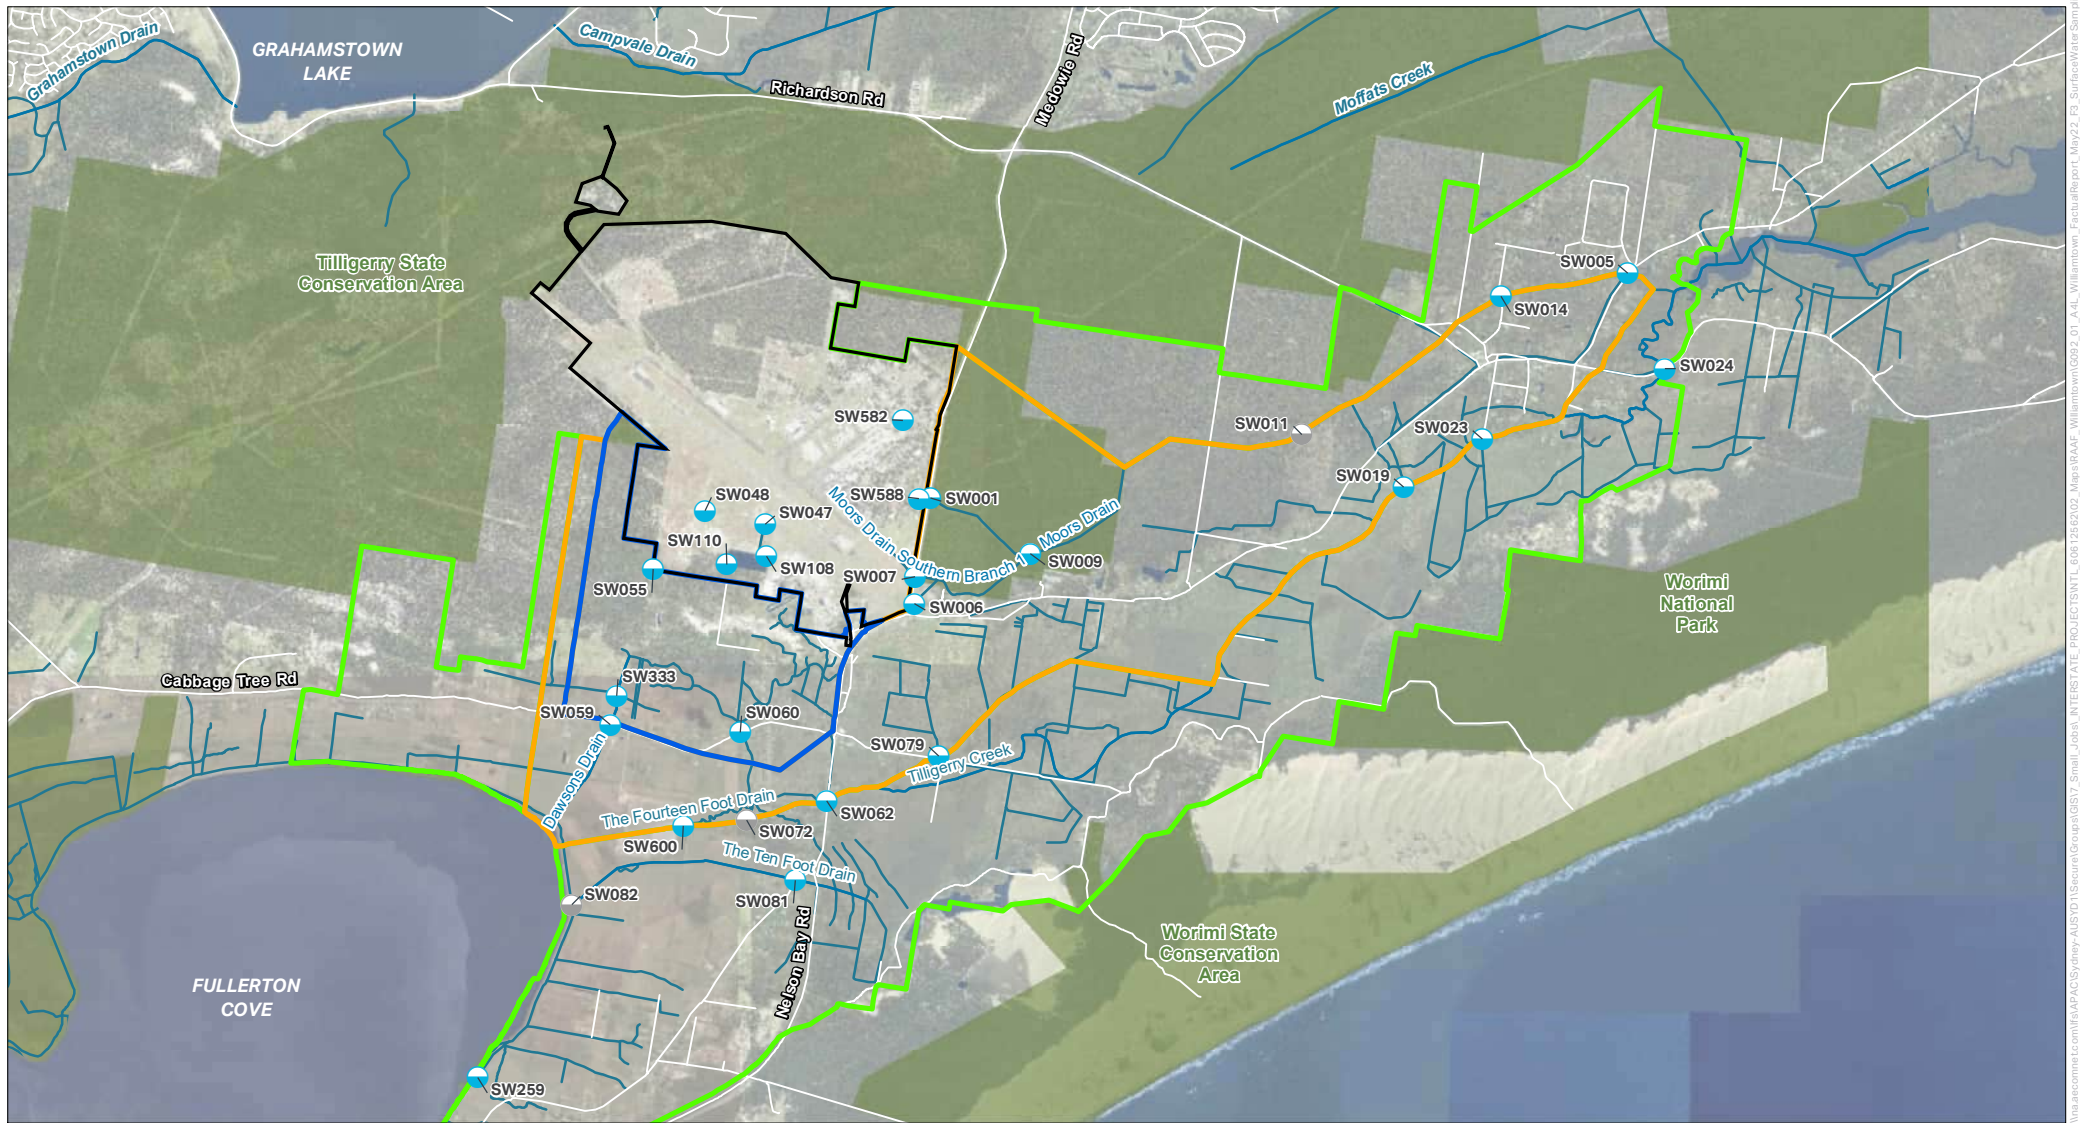 Grahamstown Drain
GRAHAMSTOWN
LAKE
Campvale Drain
Richardson Rd
Medowie Rd
Moffats Creek
Tilligerry State
Conservation Area
SW005
SW014
SW024
SW582
SW011
SW023
SW019
SW048
SW047
SW588
SW001
Moors Drain Southern Branch 1
Moors Drain
SW110
SW108
SW007
SW009
SW055
SW006
Worimi
National
Park
Cabbage Tree Rd
SW333
SW059
SW060
SW079
Tilligerry Creek
Dawsons Drain
The Fourteen Foot Drain
SW062
SW072
SW600
The Ten Foot Drain
SW082
SW081
Nelson Bay Rd
Worimi State
Conservation
Area
FULLERTON
COVE
SW259